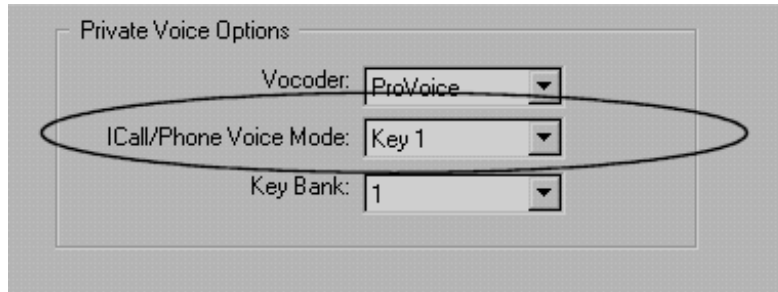 Private Voice Options
Vocoder: ProVoice
ICall/Phone Voice Mode: Key 1
Key Bank: 1